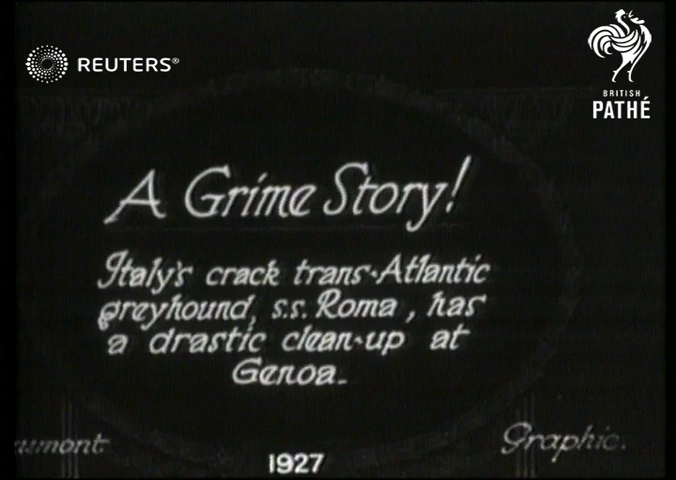 REUTERS®
BRITISH
PATHÉ
A Grime Story!
Italy's crack trans-Atlantic
greyhound, s.s. Roma, has
a drastic clean-up at
Genoa.
Graphic.
1927